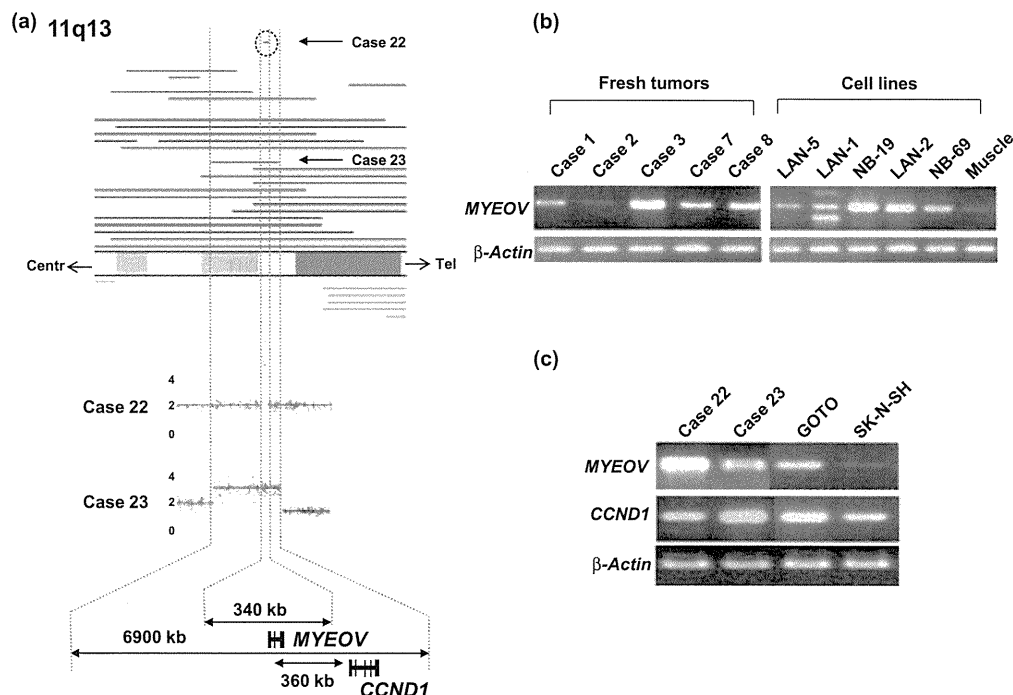 (a)
11q13
Case 22
Case 23
Centr
Tel
4
Case 22
2
0
4
Case 23
2
0
340 kb
MYEOV
6900 kb
360 kb
CCND1
(b)
Fresh tumors
Cell lines
Case 1
Case 2
Case 3
Case 7
Case 8
LAN-5
LAN-1
NB-19
LAN-2
NB-69
Muscle
MYEOV
β-Actin
(c)
Case 22
Case 23
GOTO
SK-N-SH
MYEOV
CCND1
β-Actin